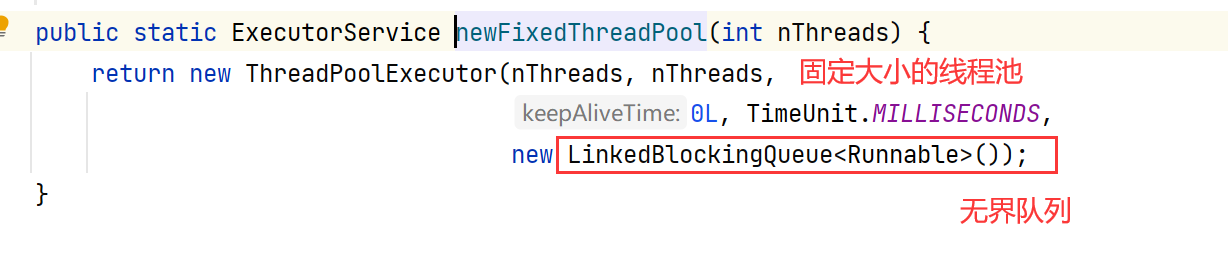 public static ExecutorService newFixedThreadPool(int nThreads) {
return new ThreadPoolExecutor(nThreads, nThreads, 固定大小的线程池
keepAliveTime: 0L, TimeUnit.MILLISECONDS,
new LinkedBlockingQueue<Runnable>());
}
无界队列